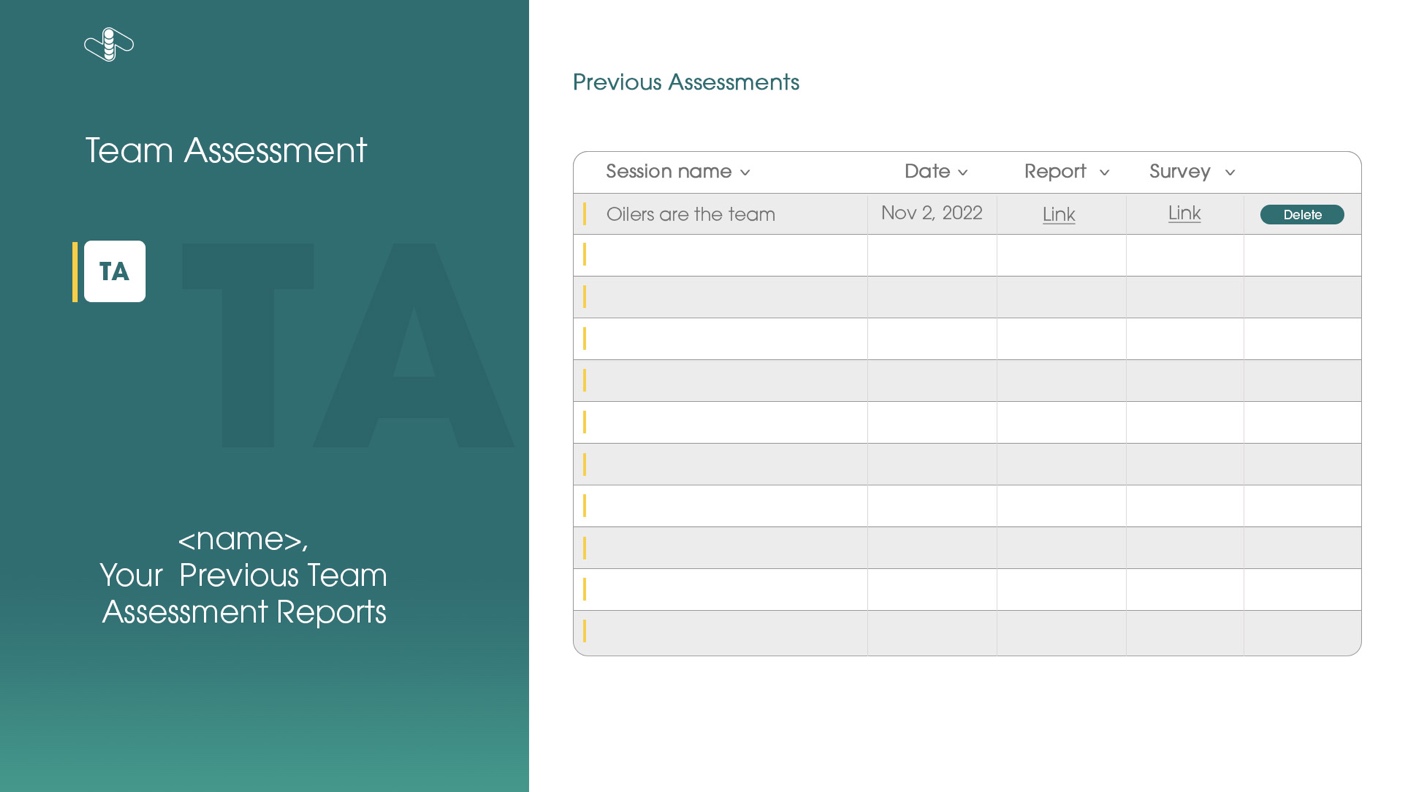 Team Assessment
TA
TA
<name>,
Your Previous Team
Assessment Reports
Previous Assessments
Session name Date Report Survey
Oilers are the team Nov 2, 2022 Link Link Delete